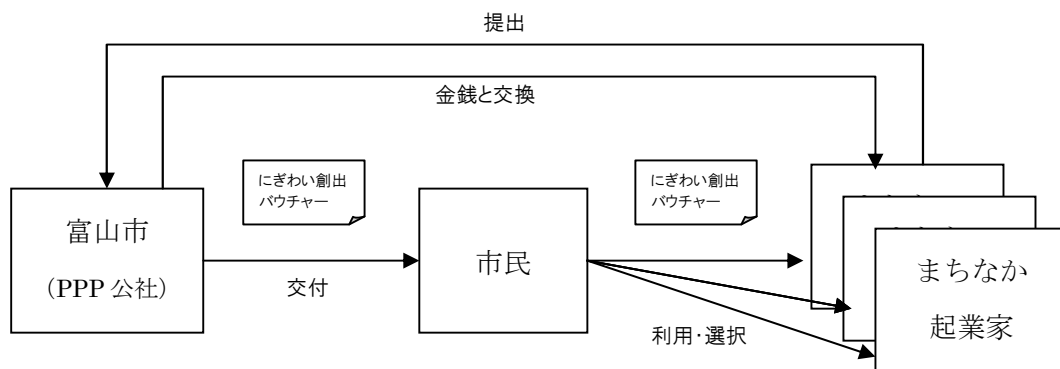 提出
金銭と交換
にぎわい創出
バウチャー
にぎわい創出
バウチャー
富山市
（PPP 公社）
交付
市民
利用・選択
まちなか
起業家